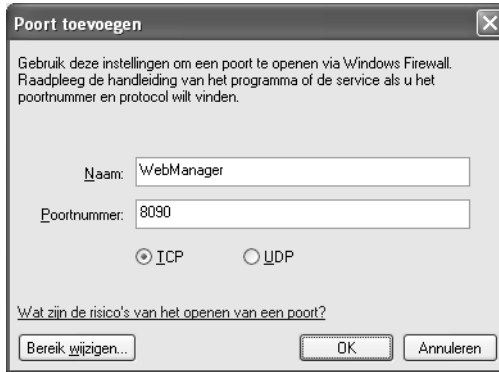 Poort toevoegen
Gebruik deze instellingen om een poort te openen via Windows Firewall.
Raadpleeg de handleiding van het programma of de service als u het
poortnummer en protocol wilt vinden.
Naam: WebManager
Poortnummer: 8090
TCP UDP
Wat zijn de risico's van het openen van een poort?
Bereik wijzigen... OK Annuleren